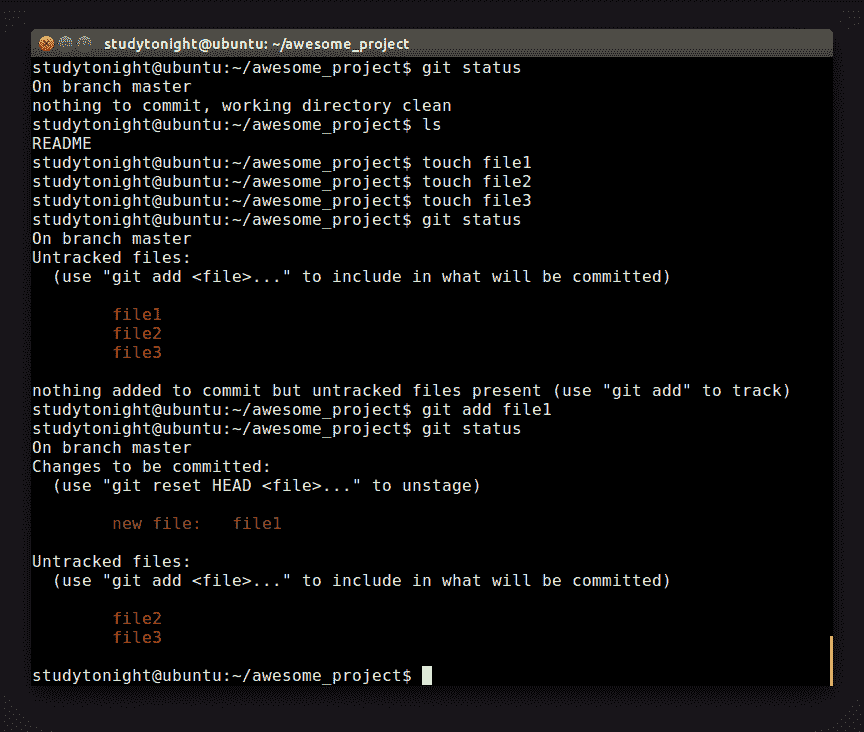 studytonight@ubuntu: ~/awesome_project
studytonight@ubuntu:~/awesome_project$ git status
On branch master
nothing to commit, working directory clean
studytonight@ubuntu:~/awesome_project$ ls
README
studytonight@ubuntu:~/awesome_project$ touch file1
studytonight@ubuntu:~/awesome_project$ touch file2
studytonight@ubuntu:~/awesome_project$ touch file3
studytonight@ubuntu:~/awesome_project$ git status
On branch master
Untracked files:
  (use "git add <file>..." to include in what will be committed)

        file1
        file2
        file3

nothing added to commit but untracked files present (use "git add" to track)
studytonight@ubuntu:~/awesome_project$ git add file1
studytonight@ubuntu:~/awesome_project$ git status
On branch master
Changes to be committed:
  (use "git reset HEAD <file>..." to unstage)

        new file:   file1

Untracked files:
  (use "git add <file>..." to include in what will be committed)

        file2
        file3

studytonight@ubuntu:~/awesome_project$